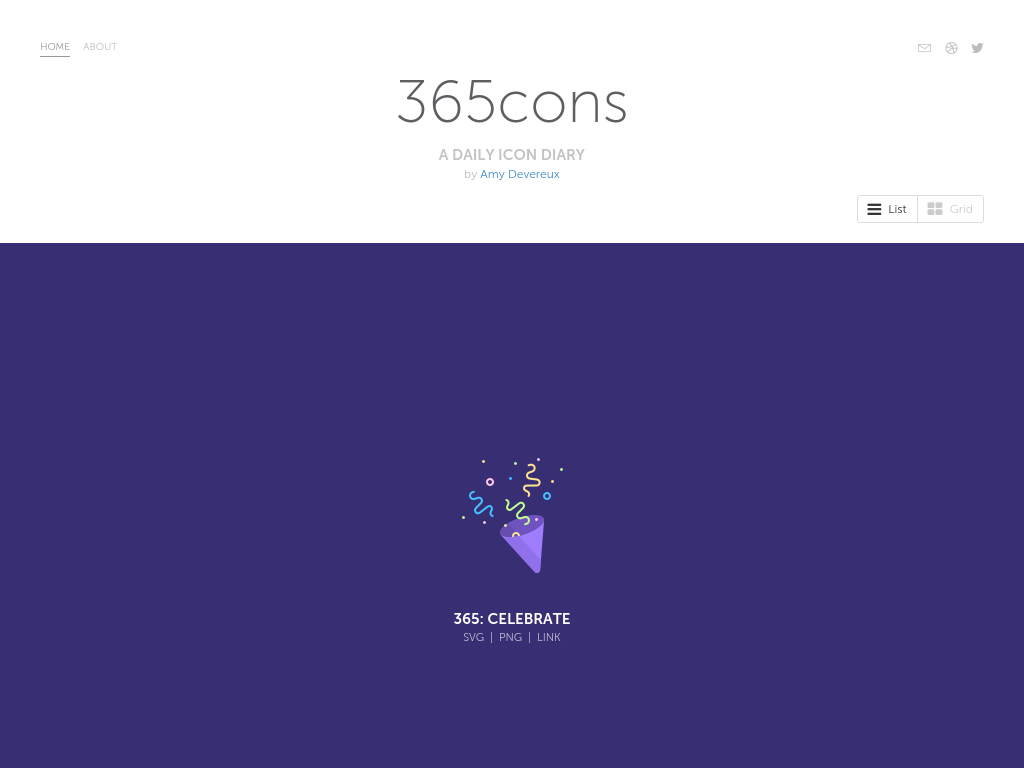 HOME ABOUT
365cons
A DAILY ICON DIARY
by Amy Devereux
List Grid
365: CELEBRATE
SVG | PNG | LINK